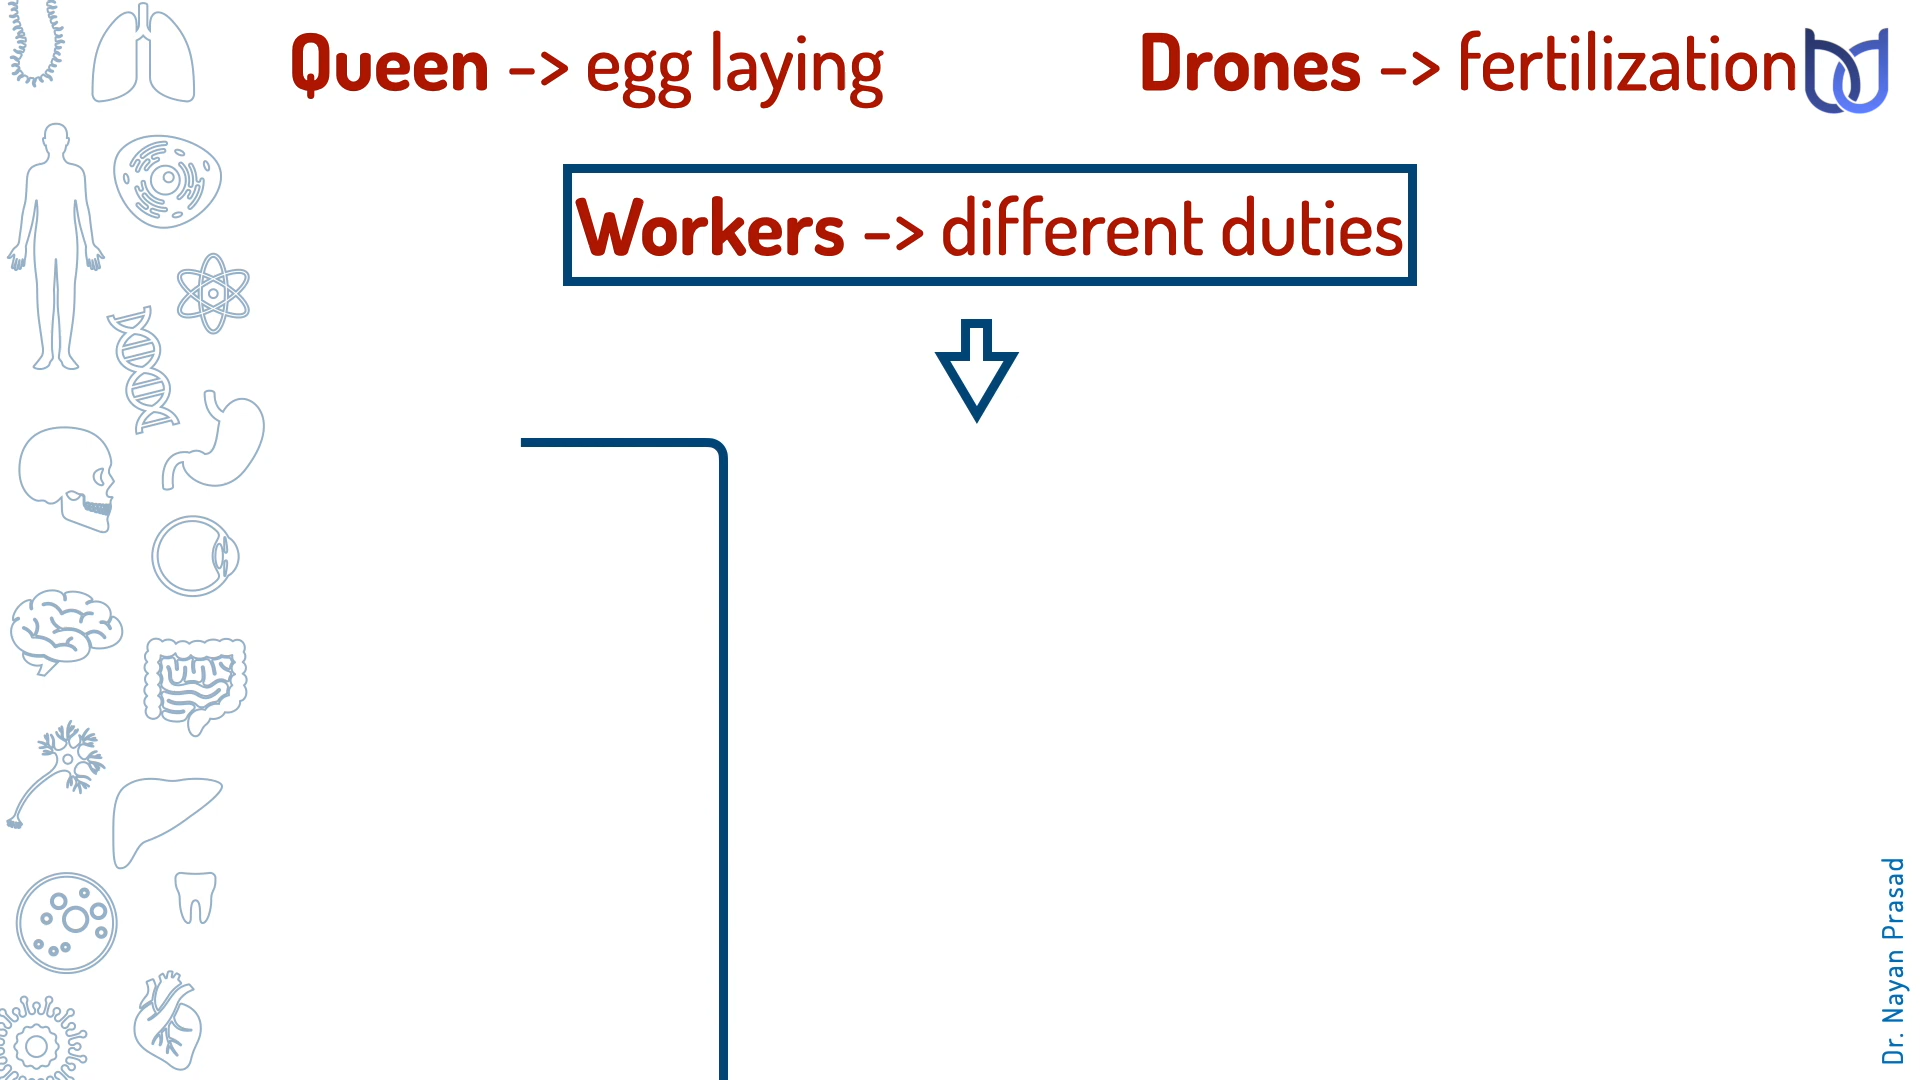 Queen -> egg laying
Drones -> fertilization
Workers -> different duties
Dr. Nayan Prasad